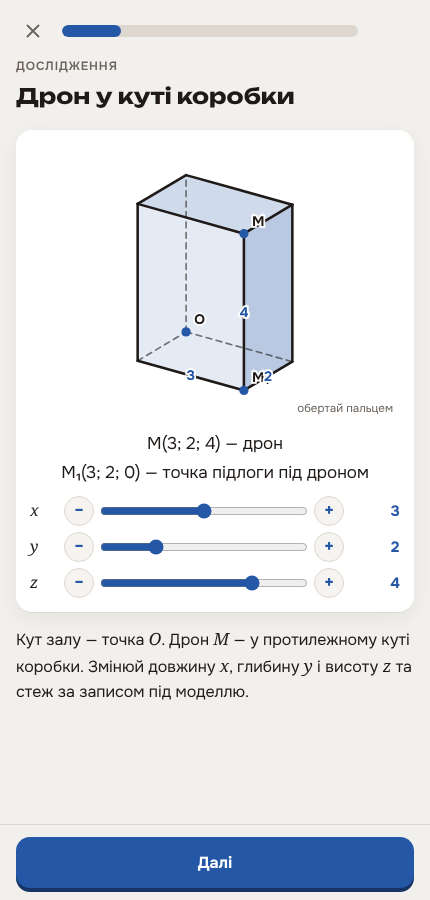 ДОСЛІДЖЕННЯ
Дрон у куті коробки
M
O
4
3
M₁
2
обертай пальцем
M(3; 2; 4) — дрон
M₁(3; 2; 0) — точка підлоги під дроном
x − + 3
y − + 2
z − + 4
Кут залу — точка O. Дрон M — у протилежному куті
коробки. Змінюй довжину x, глибину y і висоту z та
стеж за записом під моделлю.
Далі